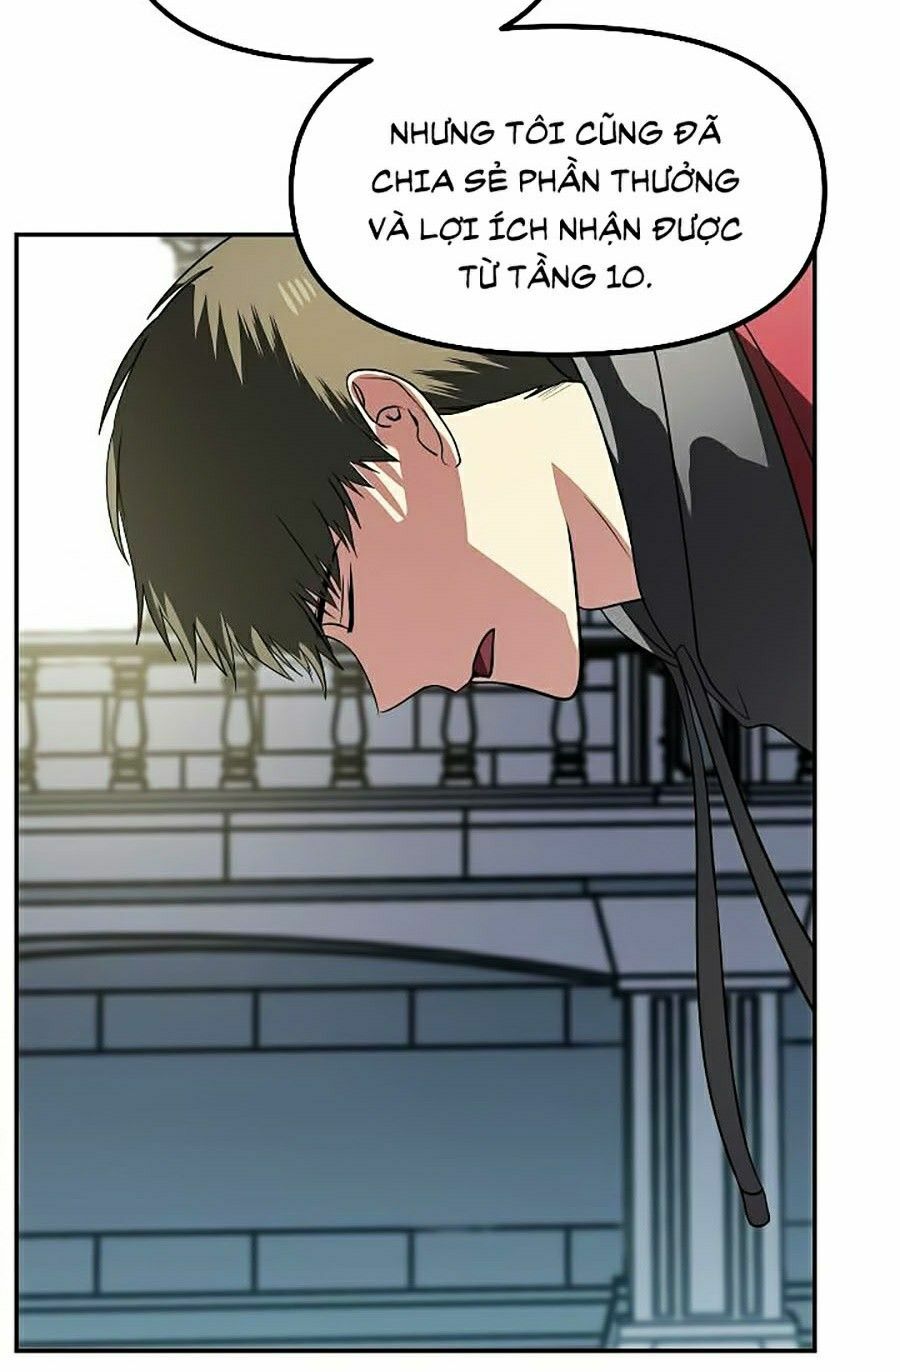 NHƯNG TÔI CŨNG ĐÃ
CHIA SẺ PHẦN THƯỞNG
VÀ LỢI ÍCH NHẬN ĐƯỢC
TỪ TẦNG 10.